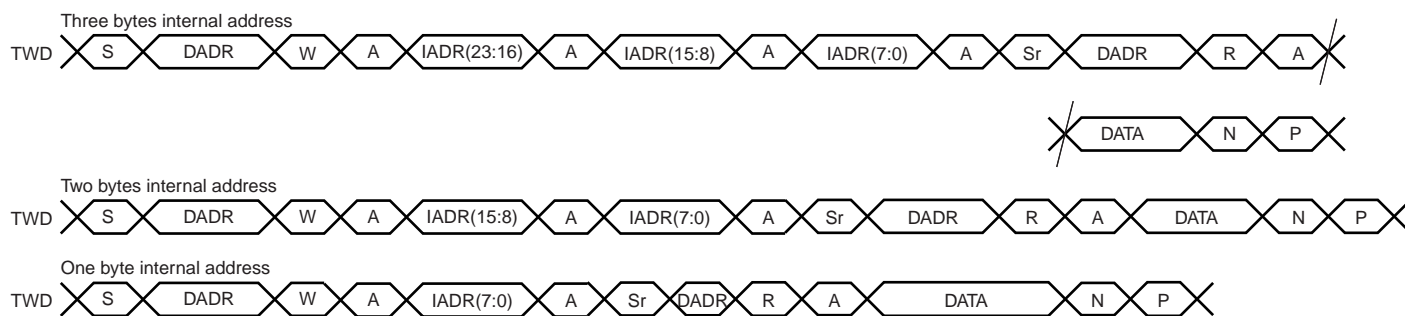 Three bytes internal address
TWD S DADR W A IADR(23:16) A IADR(15:8) A IADR(7:0) A Sr DADR R A
DATA N P
Two bytes internal address
TWD S DADR W A IADR(15:8) A IADR(7:0) A Sr DADR R A DATA N P
One byte internal address
TWD S DADR W A IADR(7:0) A Sr DADR R A DATA N P